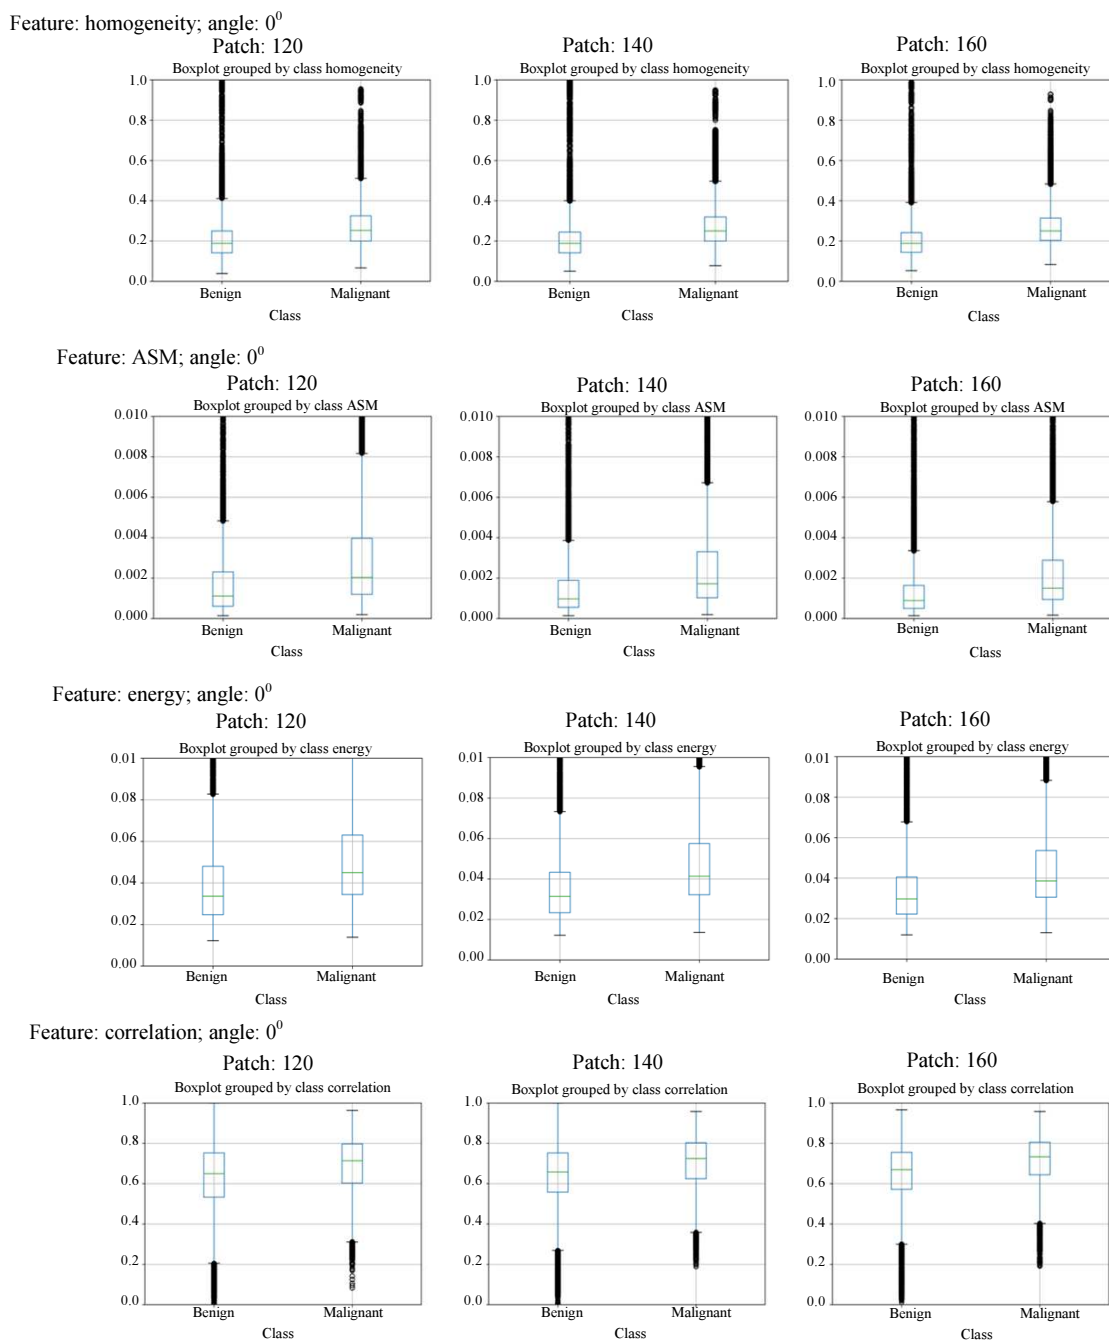 Feature: homogeneity; angle: 0⁰
Patch: 120 Patch: 140 Patch: 160
Boxplot grouped by class homogeneity Boxplot grouped by class homogeneity Boxplot grouped by class homogeneity
1.0 1.0 1.0
0.8 0.8 0.8
0.6 0.6 0.6
0.4 0.4 0.4
0.2 0.2 0.2
0.0 0.0 0.0
Benign Malignant Benign Malignant Benign Malignant
Class Class Class
Feature: ASM; angle: 0⁰
Patch: 120 Patch: 140 Patch: 160
Boxplot grouped by class ASM Boxplot grouped by class ASM Boxplot grouped by class ASM
0.010 0.010 0.010
0.008 0.008 0.008
0.006 0.006 0.006
0.004 0.004 0.004
0.002 0.002 0.002
0.000 0.000 0.000
Benign Malignant Benign Malignant Benign Malignant
Class Class Class
Feature: energy; angle: 0⁰
Patch: 120 Patch: 140 Patch: 160
Boxplot grouped by class energy Boxplot grouped by class energy Boxplot grouped by class energy
0.01 0.01 0.01
0.08 0.08 0.08
0.06 0.06 0.06
0.04 0.04 0.04
0.02 0.02 0.02
0.00 0.00 0.00
Benign Malignant Benign Malignant Benign Malignant
Class Class Class
Feature: correlation; angle: 0⁰
Patch: 120 Patch: 140 Patch: 160
Boxplot grouped by class correlation Boxplot grouped by class correlation Boxplot grouped by class correlation
1.0 1.0 1.0
0.8 0.8 0.8
0.6 0.6 0.6
0.4 0.4 0.4
0.2 0.2 0.2
0.0 0.0 0.0
Benign Malignant Benign Malignant Benign Malignant
Class Class Class